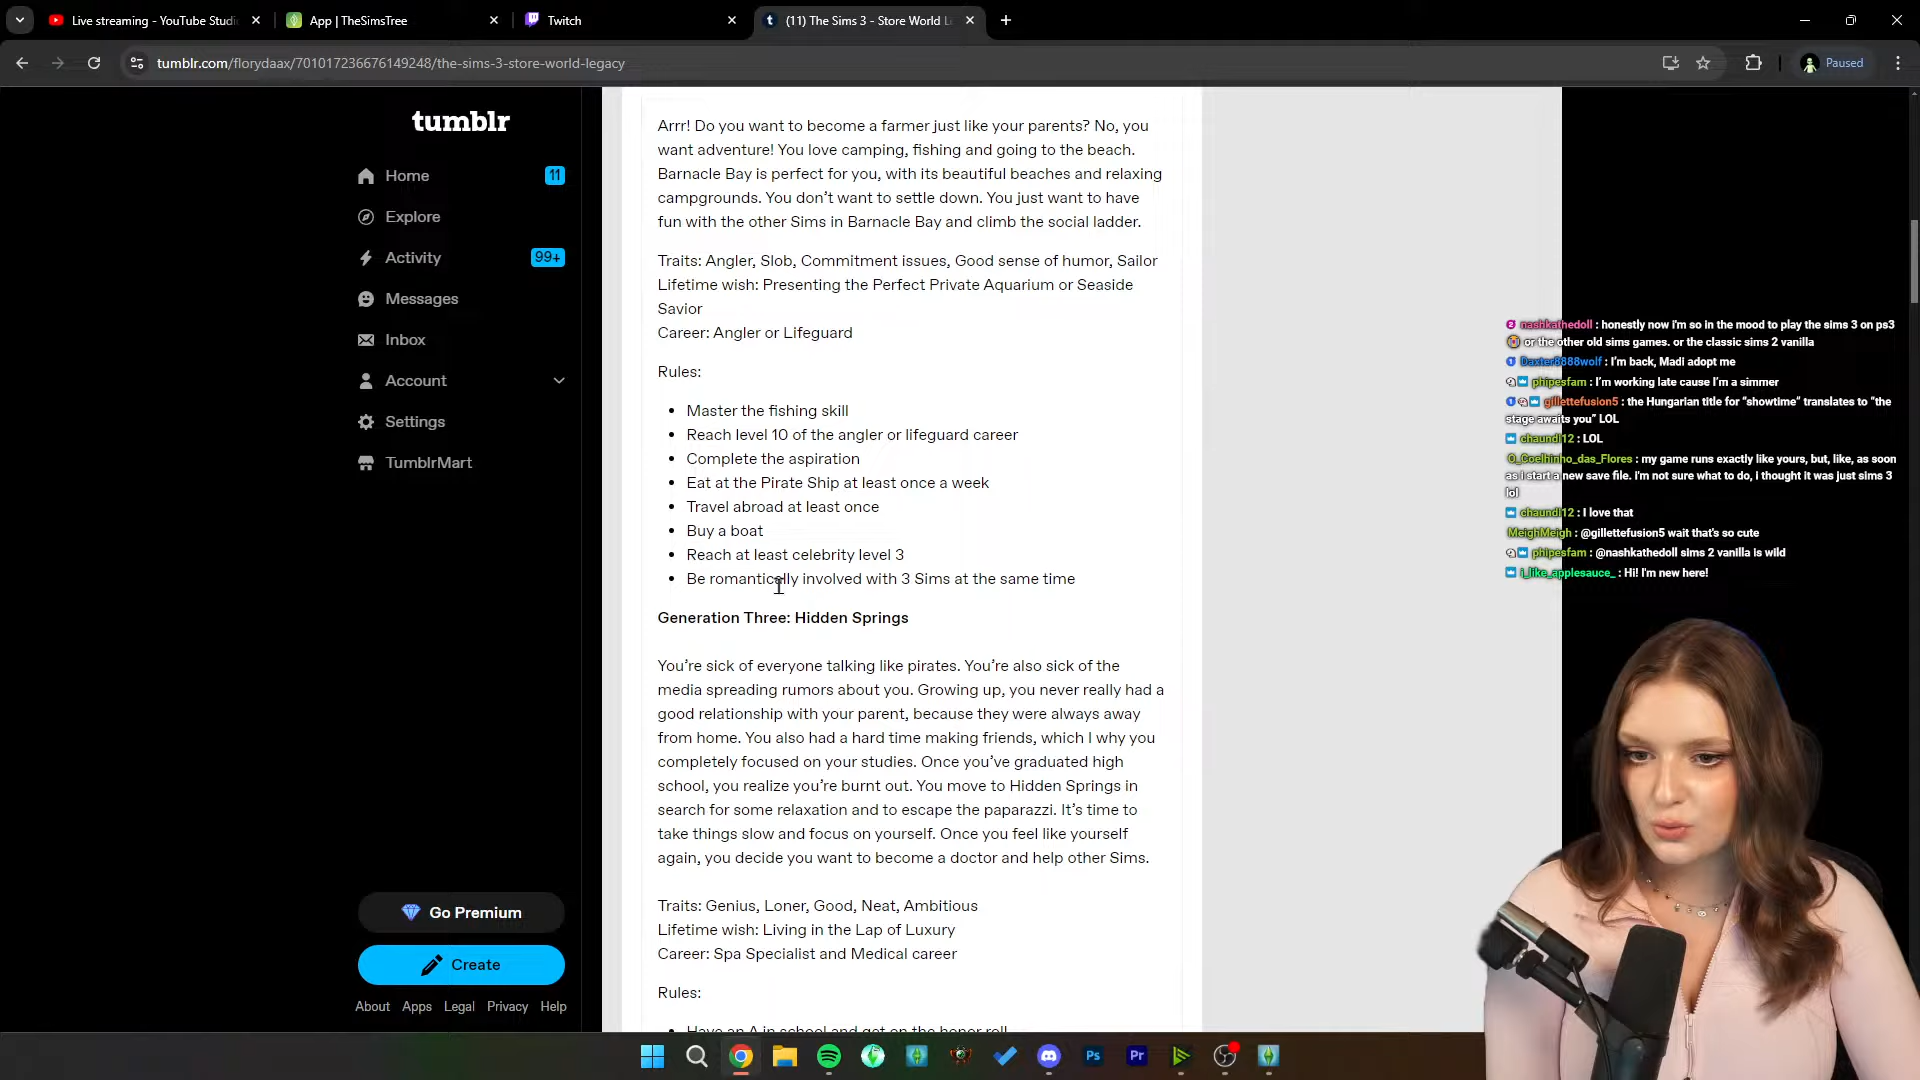 Live streaming - YouTube Studi
App | TheSimsTree
Twitch
(11) The Sims 3 - Store World L
tumblr.com/florydaax/701017236676149248/the-sims-3-store-world-legacy
Paused
tumblr
Home 11
Explore
Activity 99+
Messages
Inbox
Account
Settings
TumblrMart
Go Premium
Create
About Apps Legal Privacy Help
Arrr! Do you want to become a farmer just like your parents? No, you
want adventure! You love camping, fishing and going to the beach.
Barnacle Bay is perfect for you, with its beautiful beaches and relaxing
campgrounds. You don't want to settle down. You just want to have
fun with the other Sims in Barnacle Bay and climb the social ladder.
Traits: Angler, Slob, Commitment issues, Good sense of humor, Sailor
Lifetime wish: Presenting the Perfect Private Aquarium or Seaside
Savior
Career: Angler or Lifeguard
Rules:
• Master the fishing skill
• Reach level 10 of the angler or lifeguard career
• Complete the aspiration
• Eat at the Pirate Ship at least once a week
• Travel abroad at least once
• Buy a boat
• Reach at least celebrity level 3
• Be romantically involved with 3 Sims at the same time
Generation Three: Hidden Springs
You're sick of everyone talking like pirates. You're also sick of the
media spreading rumors about you. Growing up, you never really had a
good relationship with your parent, because they were always away
from home. You also had a hard time making friends, which I why you
completely focused on your studies. Once you've graduated high
school, you realize you're burnt out. You move to Hidden Springs in
search for some relaxation and to escape the paparazzi. It's time to
take things slow and focus on yourself. Once you feel like yourself
again, you decide you want to become a doctor and help other Sims.
Traits: Genius, Loner, Good, Neat, Ambitious
Lifetime wish: Living in the Lap of Luxury
Career: Spa Specialist and Medical career
Rules:
• Have an A in school and get on the honor roll
nashkathedoll : honestly now i'm so in the mood to play the sims 3 on ps3
or the other old sims games. or the classic sims 2 vanilla
Daxter8888wolf : I'm back, Madi adopt me
phipesfam : I'm working late cause I'm a simmer
gillettefusion5 : the Hungarian title for "showtime" translates to "the
stage awaits you" LOL
chaundl12 : LOL
O_Coelhinho_das_Flores : my game runs exactly like yours, but, like, as soon
as i start a new save file. i'm not sure what to do, i thought it was just sims 3
lol
chaundl12 : I love that
MeighMeigh : @gillettefusion5 wait that's so cute
phipesfam : @nashkathedoll sims 2 vanilla is wild
i_like_applesauce_ : Hi! I'm new here!
Ps
Pr